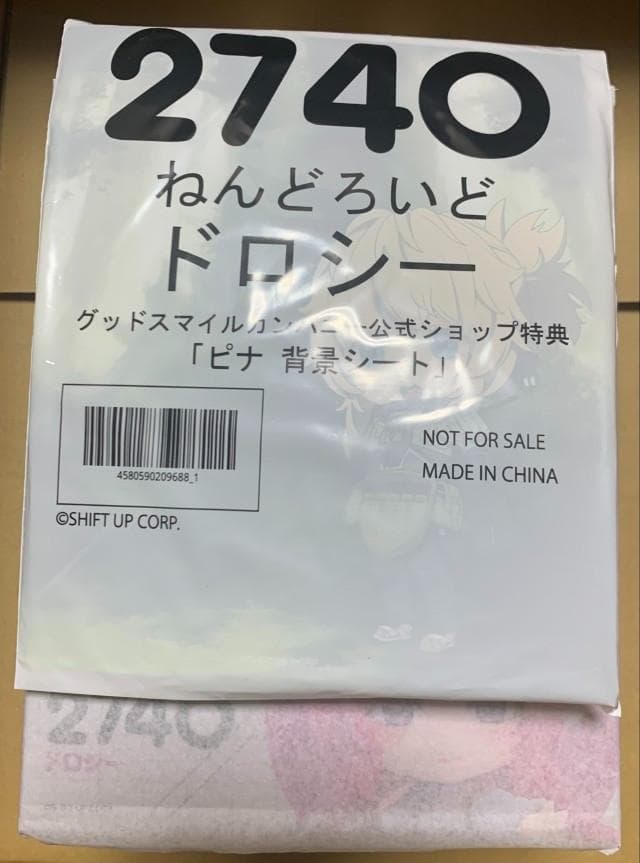 2740
ねんどろいど
ドロシー
グッドスマイルカンパニー公式ショップ特典
「ピナ 背景シート」
4580590209688_1
NOT FOR SALE
MADE IN CHINA
©SHIFT UP CORP.
2740
ドロシー